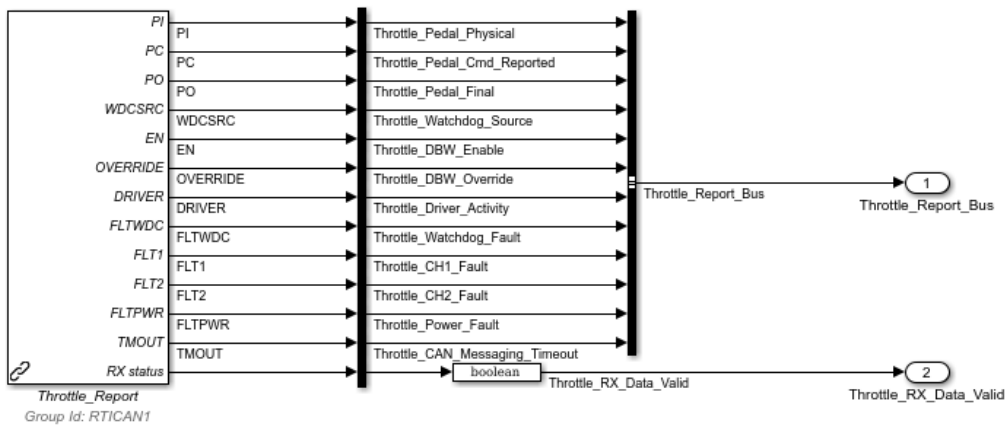 PI
PI
Throttle_Pedal_Physical
PC
PC
Throttle_Pedal_Cmd_Reported
PO
PO
Throttle_Pedal_Final
WDCSRC
WDCSRC
Throttle_Watchdog_Source
EN
EN
Throttle_DBW_Enable
OVERRIDE
OVERRIDE
Throttle_DBW_Override
DRIVER
DRIVER
Throttle_Driver_Activity
FLTWDC
FLTWDC
Throttle_Watchdog_Fault
FLT1
FLT1
Throttle_CH1_Fault
FLT2
FLT2
Throttle_CH2_Fault
FLTPWR
FLTPWR
Throttle_Power_Fault
TMOUT
TMOUT
Throttle_CAN_Messaging_Timeout
RX status
Throttle_Report
Group Id: RTICAN1
Throttle_Report_Bus
1
Throttle_Report_Bus
boolean
Throttle_RX_Data_Valid
2
Throttle_RX_Data_Valid